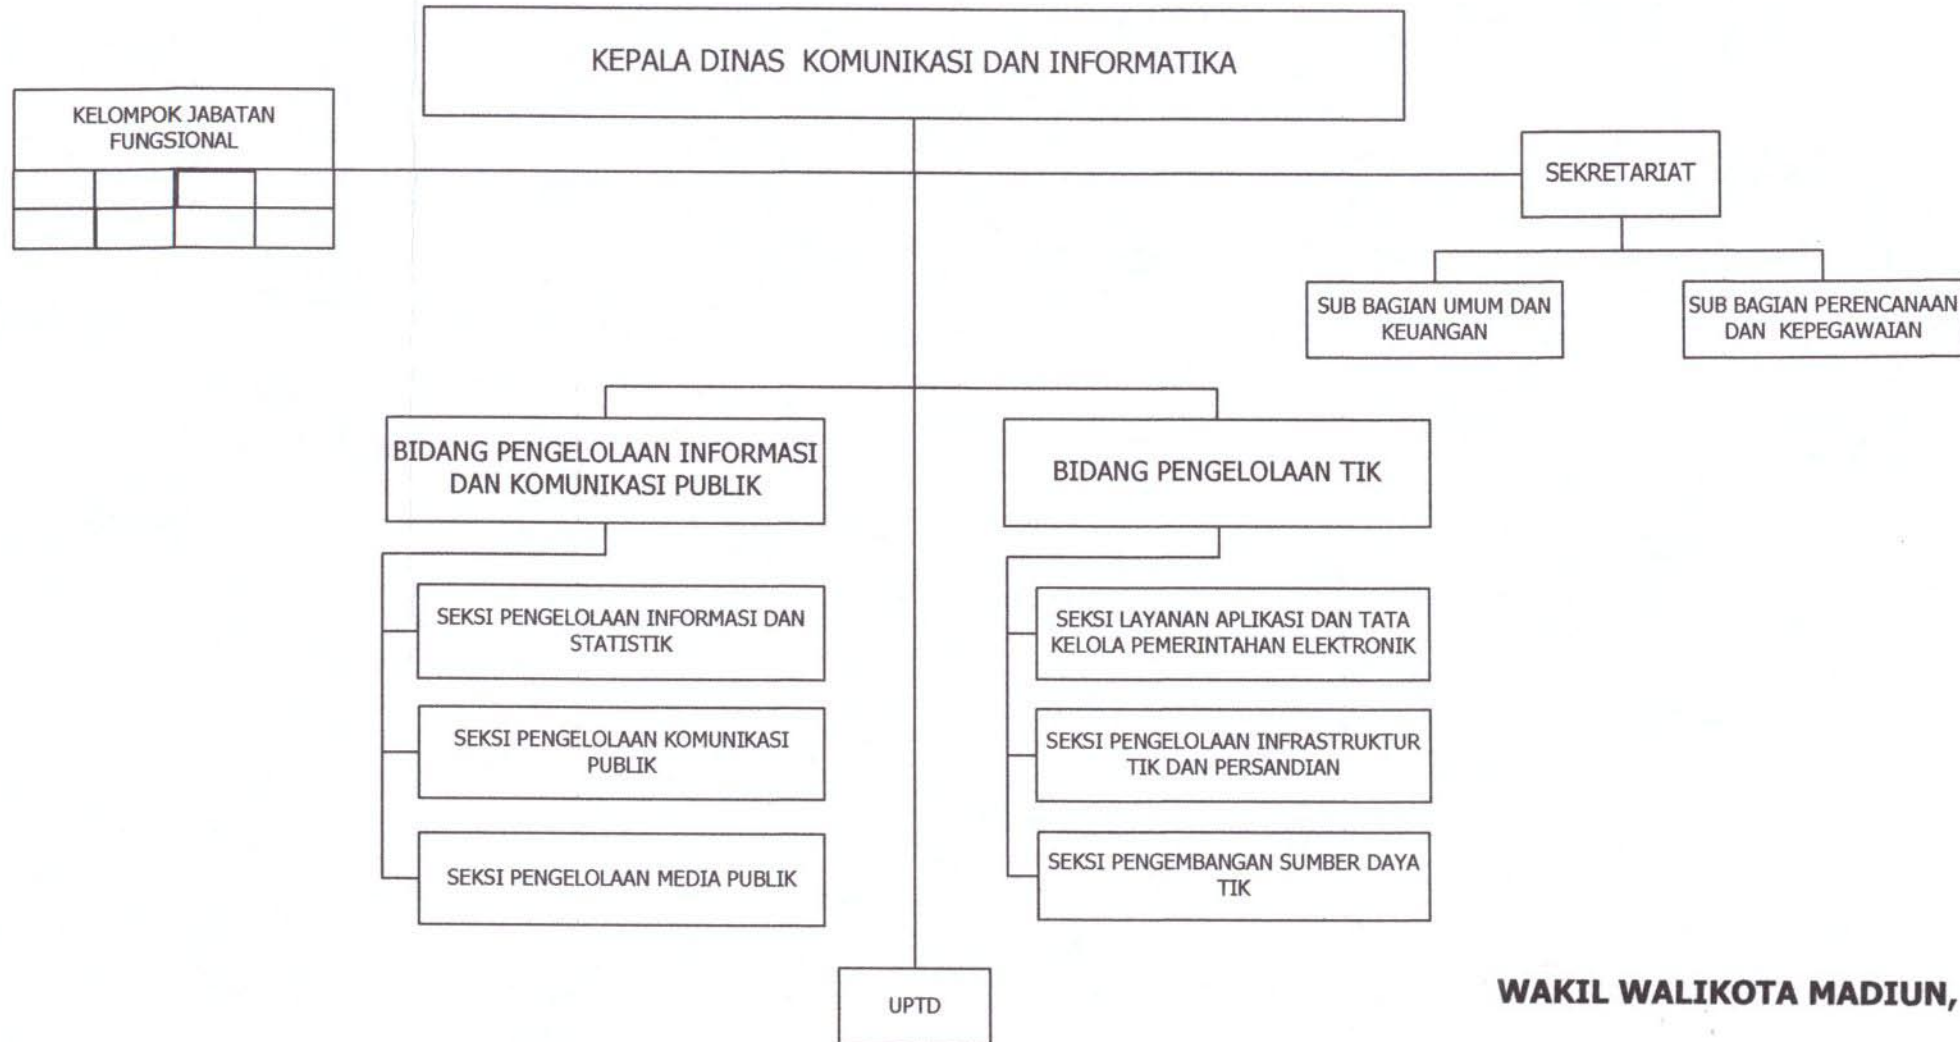 KEPALA DINAS KOMUNIKASI DAN INFORMATIKA
KELOMPOK JABATAN
FUNGSIONAL
SEKRETARIAT
SUB BAGIAN UMUM DAN
KEUANGAN
SUB BAGIAN PERENCANAAN
DAN KEPEGAWAIAN
BIDANG PENGELOLAAN INFORMASI
DAN KOMUNIKASI PUBLIK
BIDANG PENGELOLAAN TIK
SEKSI PENGELOLAAN INFORMASI DAN
STATISTIK
SEKSI PENGELOLAAN KOMUNIKASI
PUBLIK
SEKSI PENGELOLAAN MEDIA PUBLIK
SEKSI LAYANAN APLIKASI DAN TATA
KELOLA PEMERINTAHAN ELEKTRONIK
SEKSI PENGELOLAAN INFRASTRUKTUR
TIK DAN PERSANDIAN
SEKSI PENGEMBANGAN SUMBER DAYA
TIK
UPTD
WAKIL WALIKOTA MADIUN,